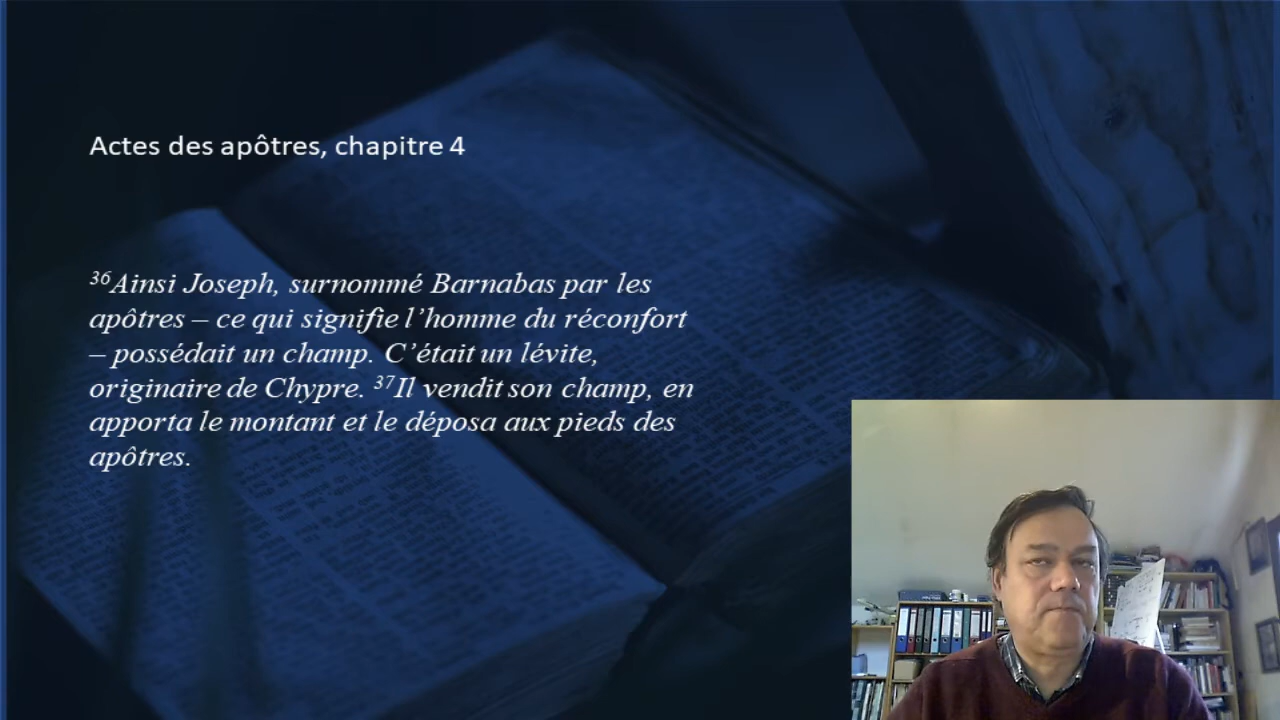 Actes des apôtres, chapitre 4
³⁶Ainsi Joseph, surnommé Barnabas par les
apôtres – ce qui signifie l’homme du réconfort
– possédait un champ. C’était un lévite,
originaire de Chypre. ³⁷Il vendit son champ, en
apporta le montant et le déposa aux pieds des
apôtres.